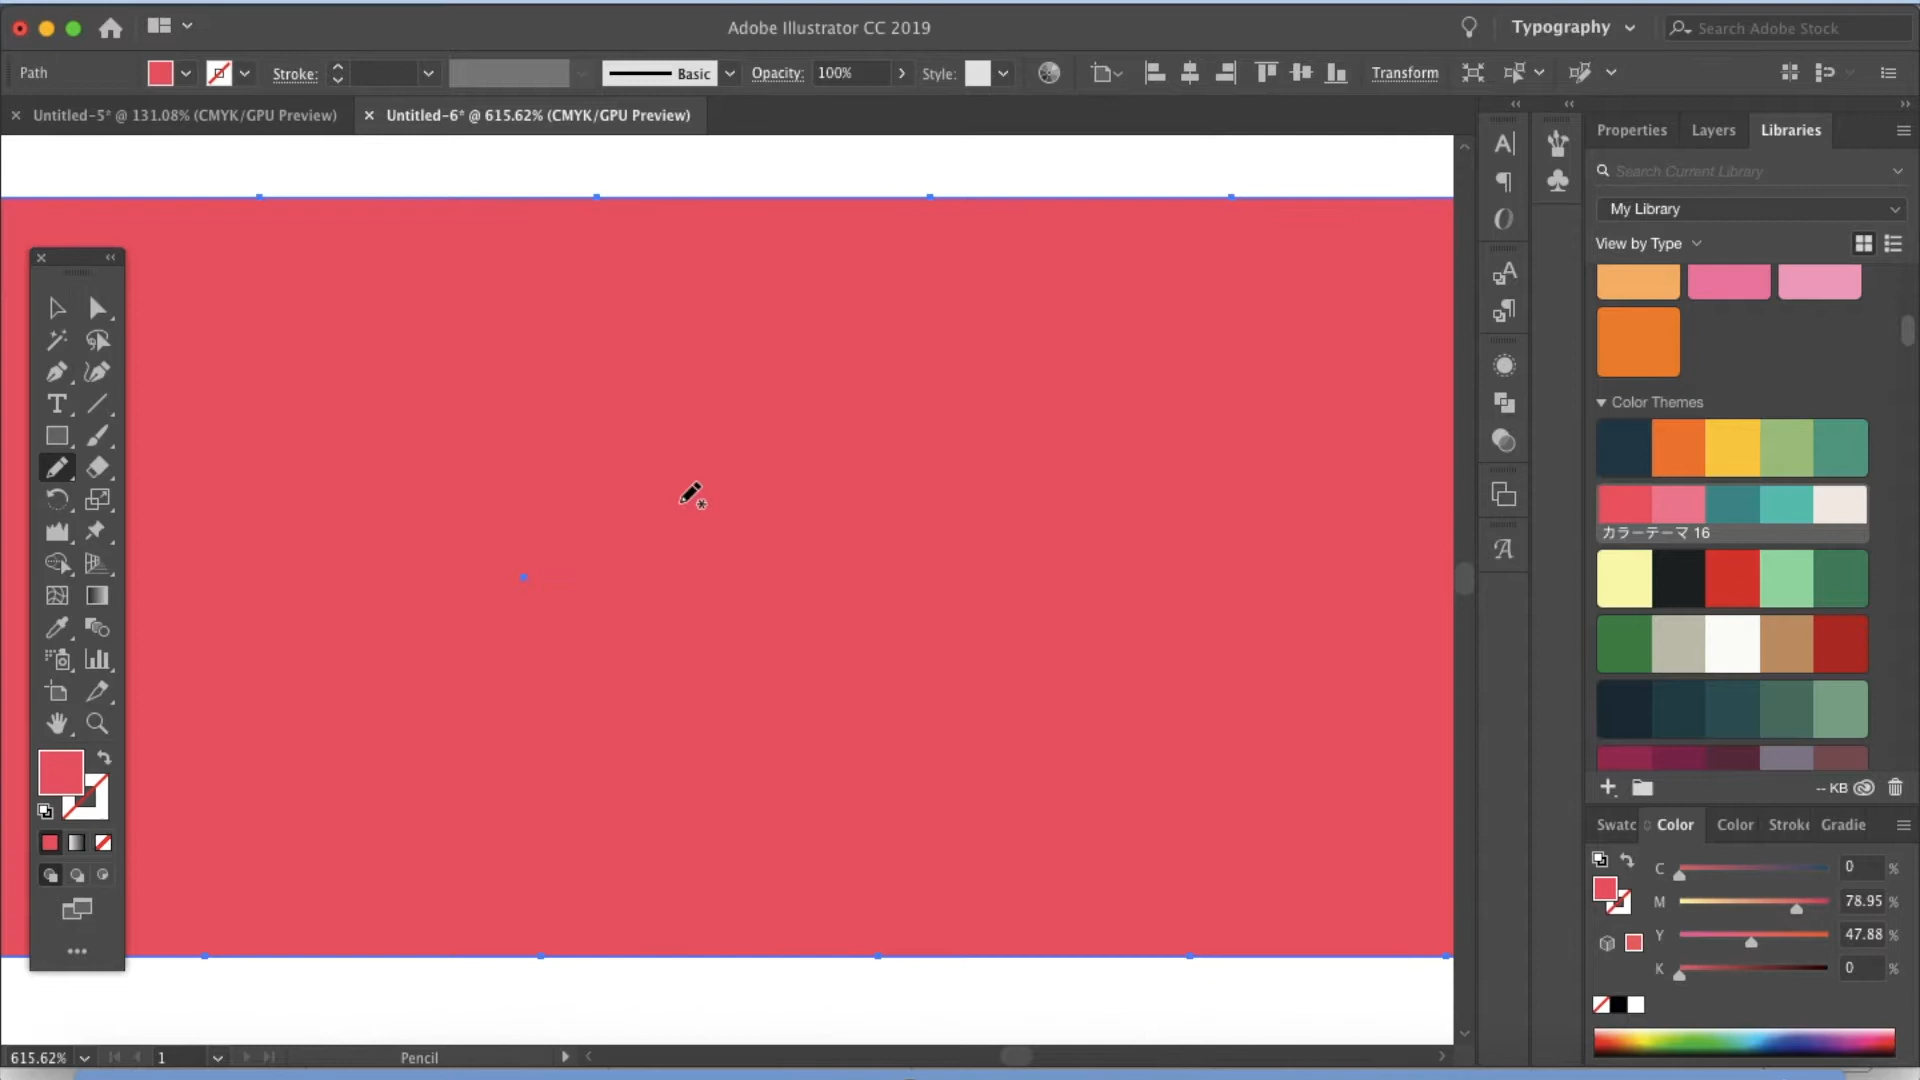 Adobe Illustrator CC 2019
Typography
Search Adobe Stock
Path
Stroke:
Basic
Opacity:
100%
Style:
Transform
Untitled-5* @ 131.08% (CMYK/GPU Preview)
Untitled-6* @ 615.62% (CMYK/GPU Preview)
Properties
Layers
Libraries
Search Current Library
My Library
View by Type
Color Themes
カラーテーマ 16
-- KB
Swatc
Color
Color
Stroke
Gradie
C
0
%
M
78.95
%
Y
47.88
%
K
0
%
615.62%
1
Pencil